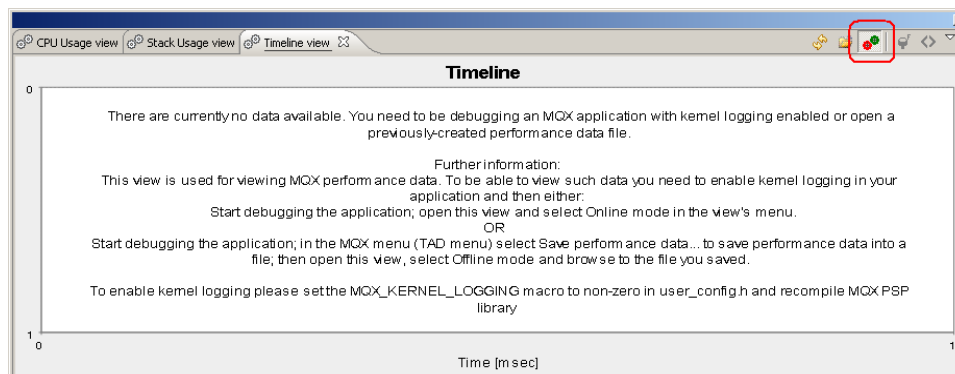 CPU Usage view Stack Usage view Timeline view
Timeline
0
There are currently no data available. You need to be debugging an MQX application with kernel logging enabled or open a
previously-created performance data file.
Further information:
This view is used for viewing MQX performance data. To be able to view such data you need to enable kernel logging in your
application and then either:
Start debugging the application; open this view and select Online mode in the view's menu.
OR
Start debugging the application; in the MQX menu (TAD menu) select Save performance data... to save performance data into a
file; then open this view, select Offline mode and browse to the file you saved.
To enable kernel logging please set the MQX_KERNEL_LOGGING macro to non-zero in user_config.h and recompile MQX PSP
library
1
0 1
Time [msec]